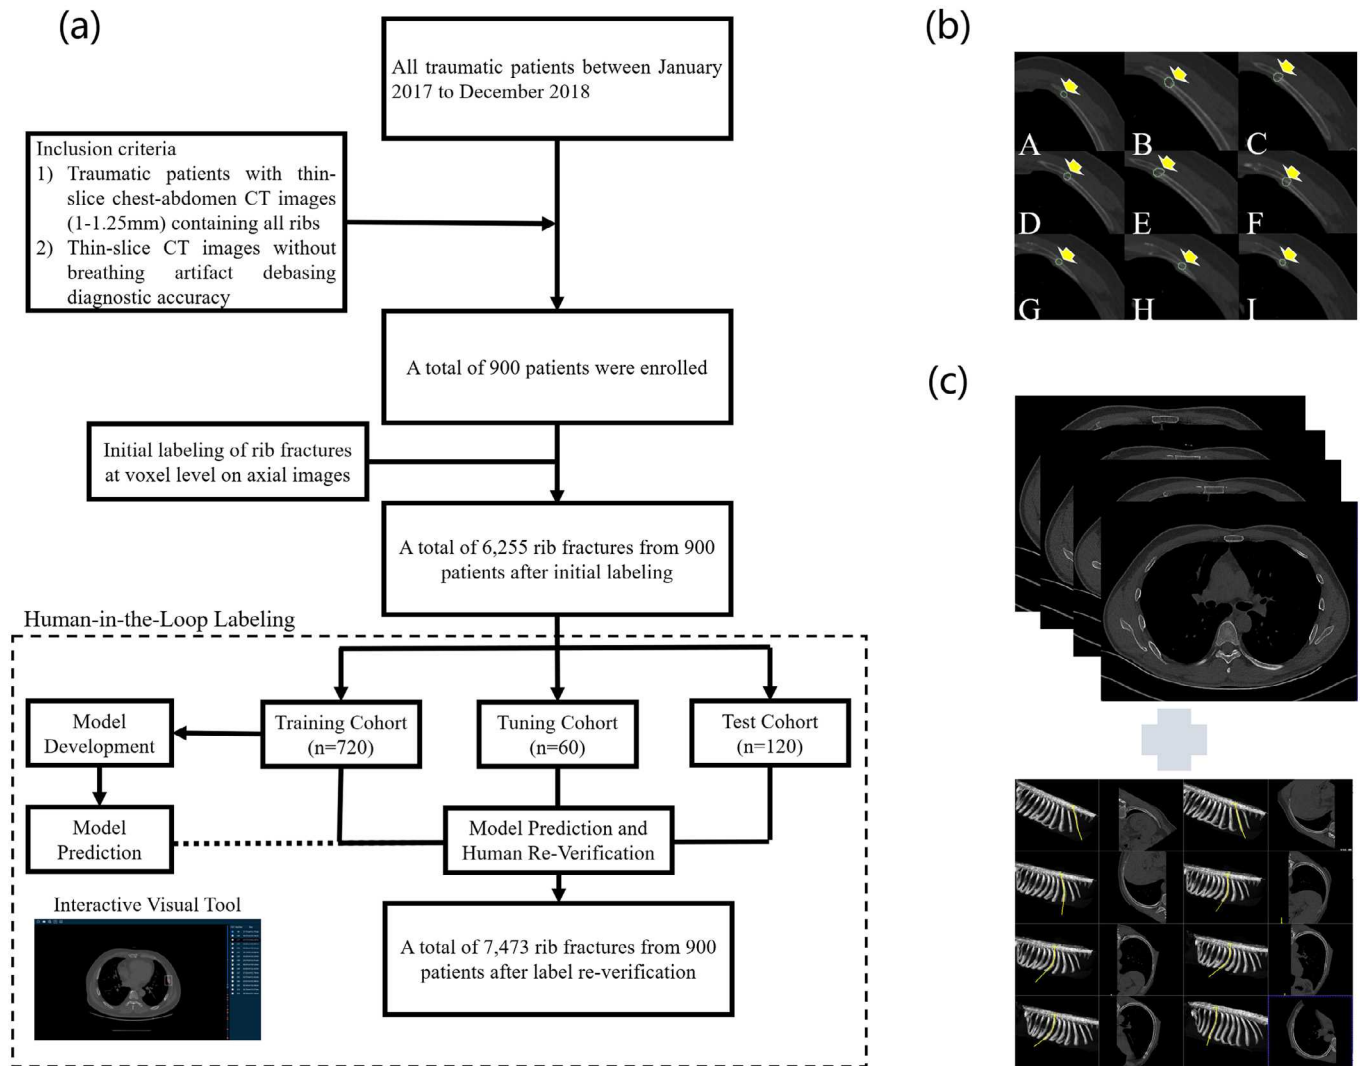 (a)
All traumatic patients between January
2017 to December 2018
Inclusion criteria
1) Traumatic patients with thin-
slice chest-abdomen CT images
(1-1.25mm) containing all ribs
2) Thin-slice CT images without
breathing artifact debasing
diagnostic accuracy
A total of 900 patients were enrolled
Initial labeling of rib fractures
at voxel level on axial images
A total of 6,255 rib fractures from 900
patients after initial labeling
Human-in-the-Loop Labeling
Model
Development
Training Cohort
(n=720)
Tuning Cohort
(n=60)
Test Cohort
(n=120)
Model
Prediction
Model Prediction and
Human Re-Verification
Interactive Visual Tool
A total of 7,473 rib fractures from 900
patients after label re-verification
(b)
A
B
C
D
E
F
G
H
I
(c)